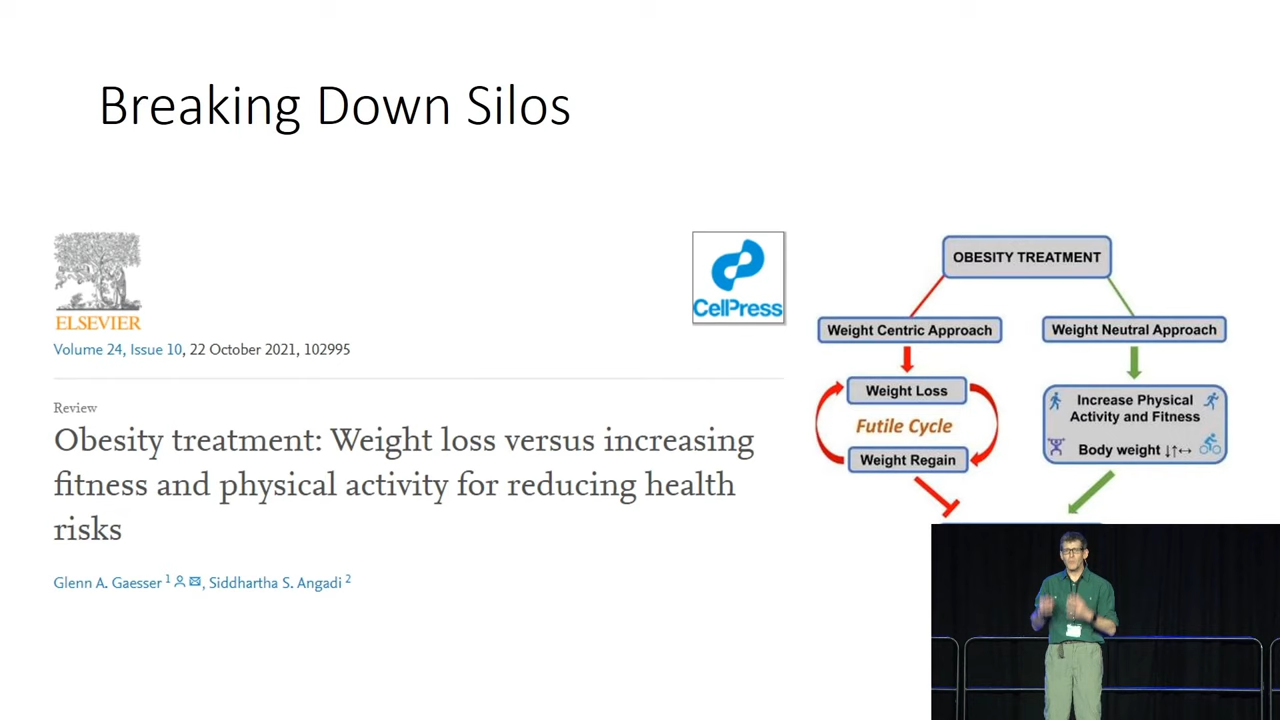 Breaking Down Silos
ELSEVIER
CellPress
Volume 24, Issue 10, 22 October 2021, 102995
Review
Obesity treatment: Weight loss versus increasing
fitness and physical activity for reducing health
risks
Glenn A. Gaesser 1, Siddhartha S. Angadi 2
OBESITY TREATMENT
Weight Centric Approach
Weight Neutral Approach
Weight Loss
Futile Cycle
Weight Regain
Increase Physical
Activity and Fitness
Body weight ↓↑↔